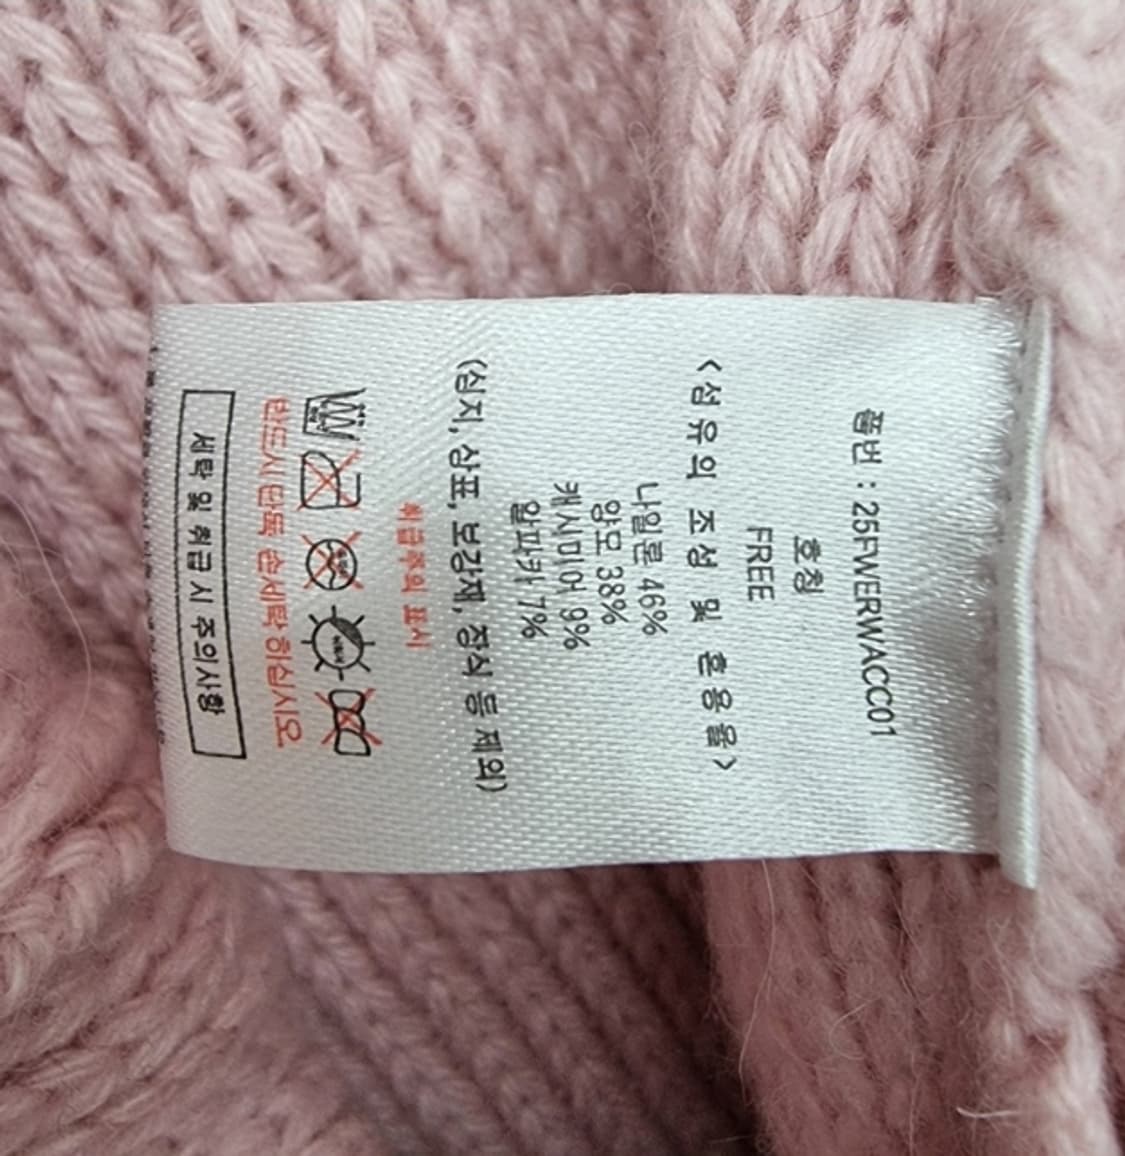 품번 : 25FWERWACC01
호칭
FREE
<섬유의 조성 및 혼용율>
나일론 46%
양모 38%
캐시미어 9%
알파카 7%
(심지, 상표, 보강재, 장식 등 제외)
취급주의 표시
반드시 단독 손세탁 하십시오
세탁 및 취급시 주의사항